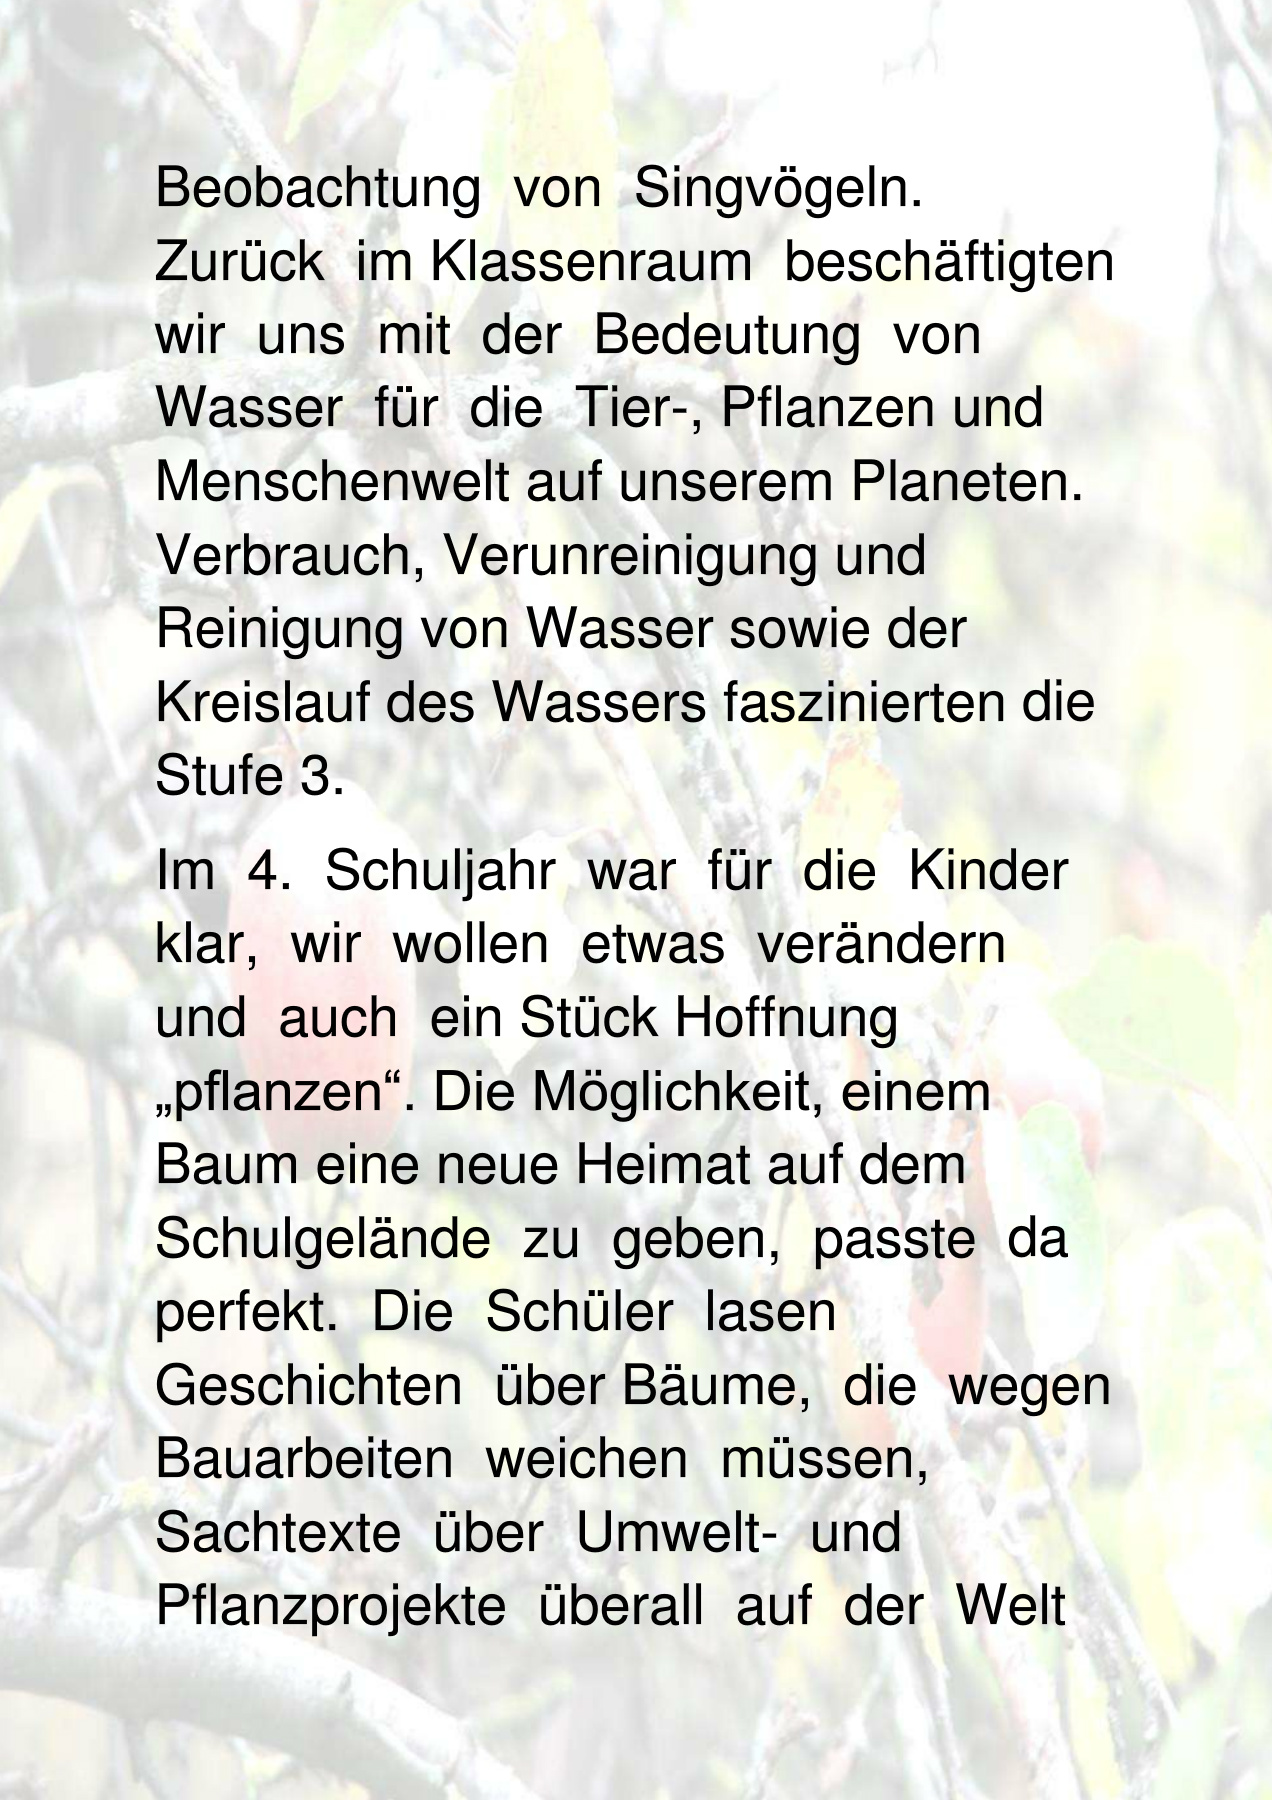 Beobachtung von Singvögeln.
Zurück im Klassenraum beschäftigten
wir uns mit der Bedeutung von
Wasser für die Tier-, Pflanzen und
Menschenwelt auf unserem Planeten.
Verbrauch, Verunreinigung und
Reinigung von Wasser sowie der
Kreislauf des Wassers faszinierten die
Stufe 3.
Im 4. Schuljahr war für die Kinder
klar, wir wollen etwas verändern
und auch ein Stück Hoffnung
„pflanzen“. Die Möglichkeit, einem
Baum eine neue Heimat auf dem
Schulgelände zu geben, passte da
perfekt. Die Schüler lasen
Geschichten über Bäume, die wegen
Bauarbeiten weichen müssen,
Sachtexte über Umwelt- und
Pflanzprojekte überall auf der Welt